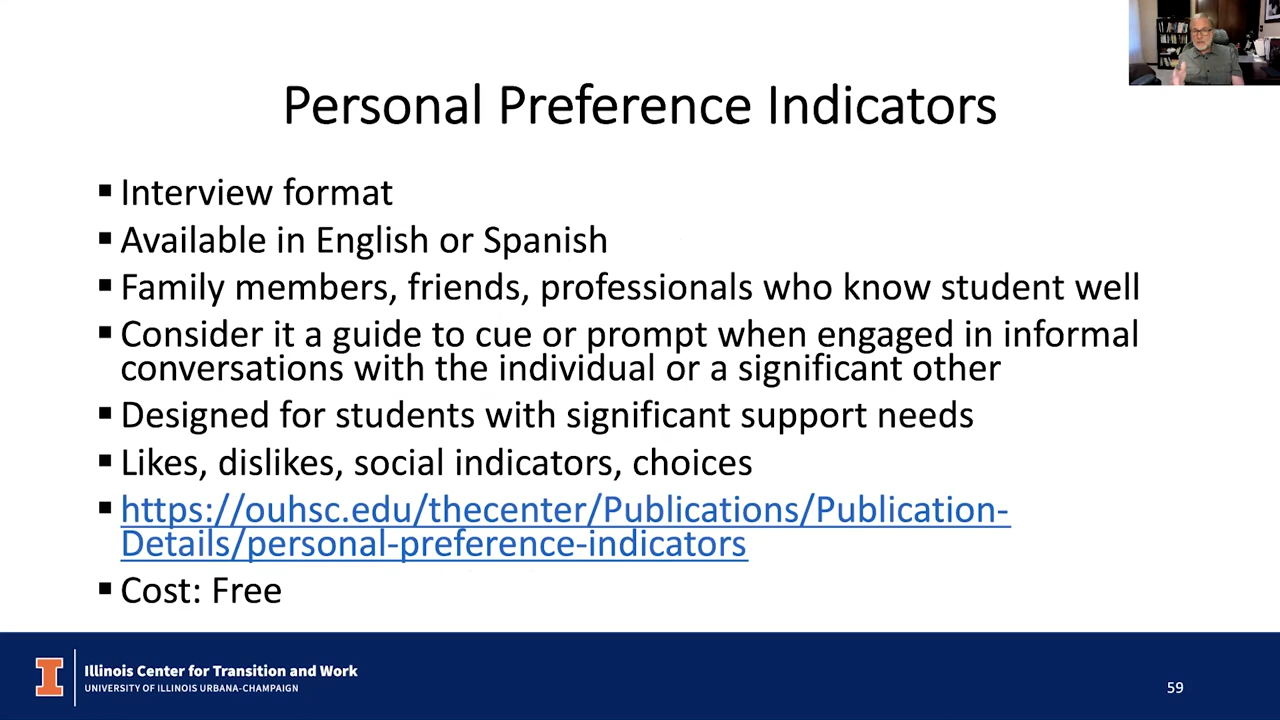 Personal Preference Indicators
▪ Interview format
▪ Available in English or Spanish
▪ Family members, friends, professionals who know student well
▪ Consider it a guide to cue or prompt when engaged in informal
conversations with the individual or a significant other
▪ Designed for students with significant support needs
▪ Likes, dislikes, social indicators, choices
▪ https://ouhsc.edu/thecenter/Publications/Publication-
Details/personal-preference-indicators
▪ Cost: Free
I
Illinois Center for Transition and Work
UNIVERSITY OF ILLINOIS URBANA-CHAMPAIGN
59